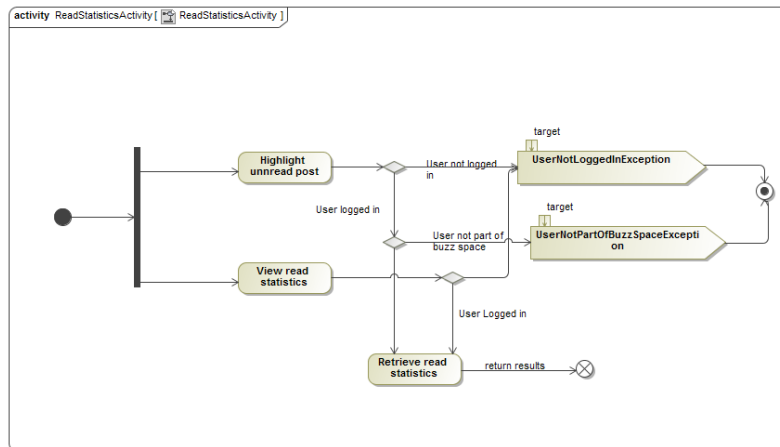 activity ReadStatisticsActivity [ ReadStatisticsActivity ]
target
Highlight
unnread post
User not logged
in
UserNotLoggedInException
User logged in
target
User not part of
buzz space
UserNotPartOfBuzzSpaceExcepti
on
View read
statistics
User Logged in
Retrieve read
statistics
return results